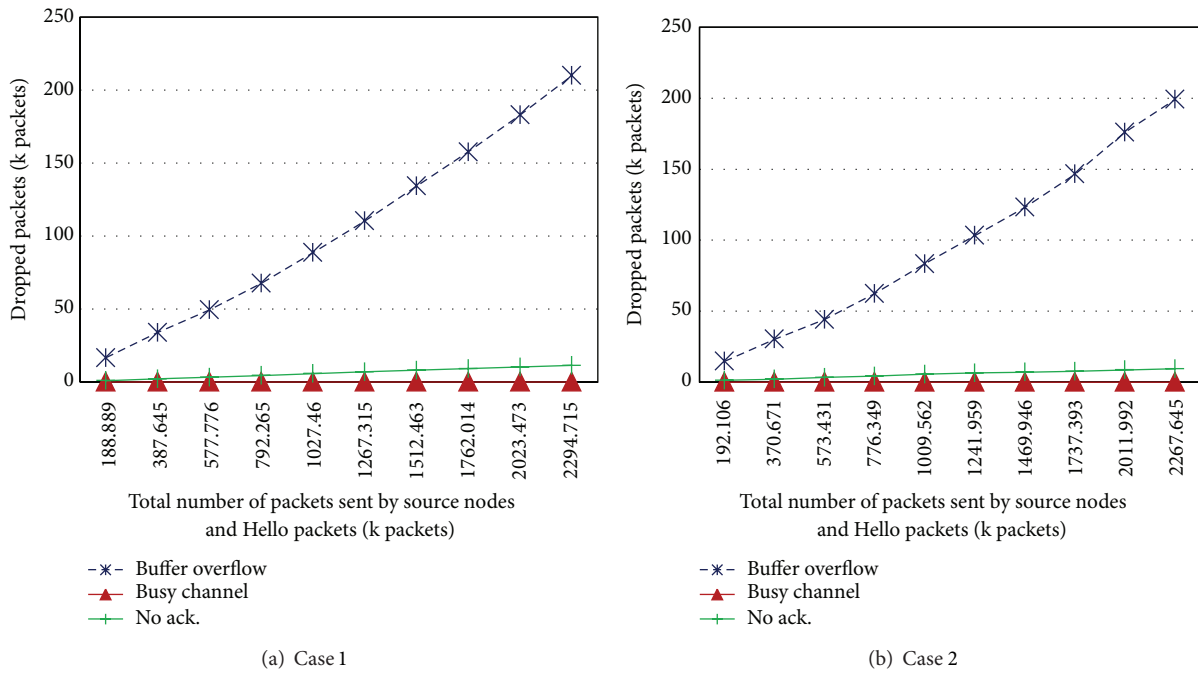 250
200
150
100
50
0
Dropped packets (k packets)
188.889
387.645
577.776
792.265
1027.46
1267.315
1512.463
1762.014
2023.473
2294.715
Total number of packets sent by source nodes
and Hello packets (k packets)
Buffer overflow
Busy channel
No ack.
(a) Case 1
250
200
150
100
50
0
Dropped packets (k packets)
192.106
370.671
573.431
776.349
1009.562
1241.959
1469.946
1737.393
2011.992
2267.645
Total number of packets sent by source nodes
and Hello packets (k packets)
Buffer overflow
Busy channel
No ack.
(b) Case 2